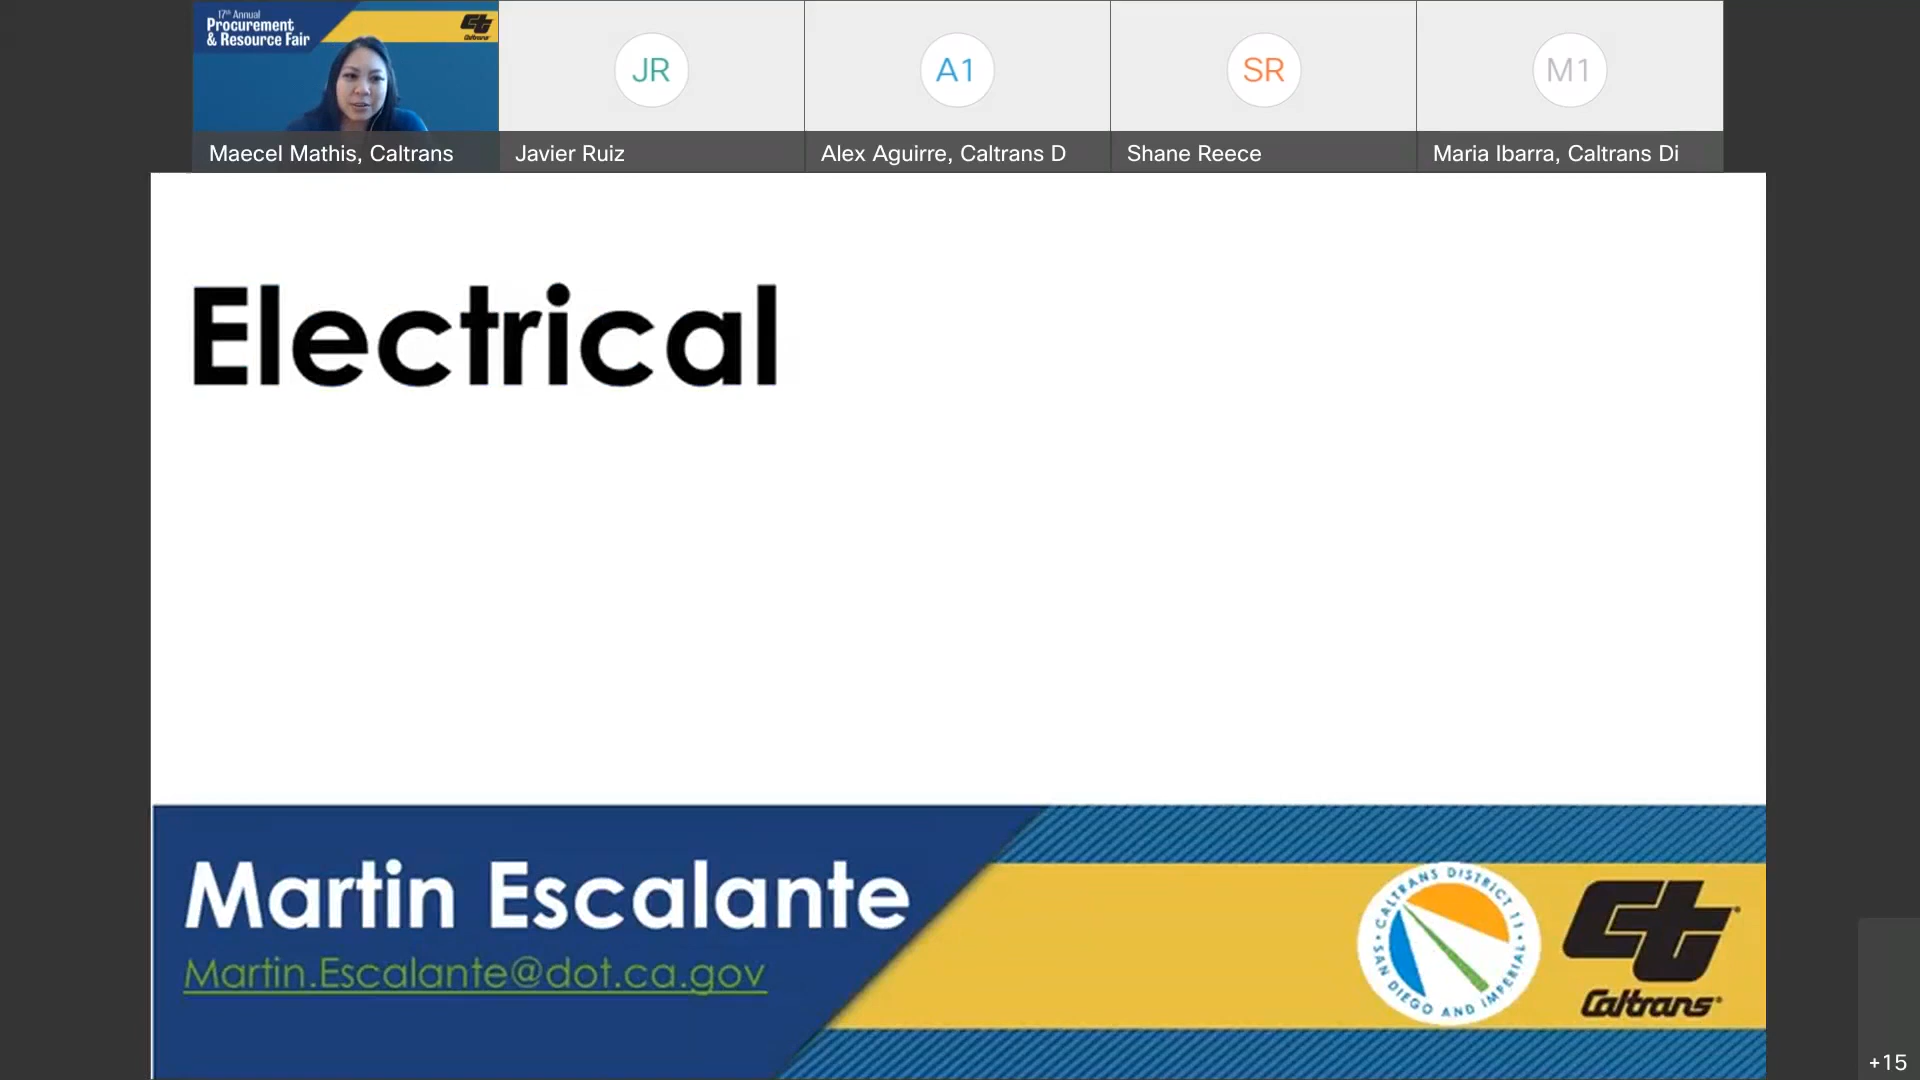 17th Annual
Procurement
& Resource Fair
Caltrans
JR
A1
SR
M1
Maecel Mathis, Caltrans
Javier Ruiz
Alex Aguirre, Caltrans D
Shane Reece
Maria Ibarra, Caltrans Di
Electrical
Martin Escalante
Martin.Escalante@dot.ca.gov
CALTRANS DISTRICT 11
SAN DIEGO AND IMPERIAL
Ct
Caltrans
+15